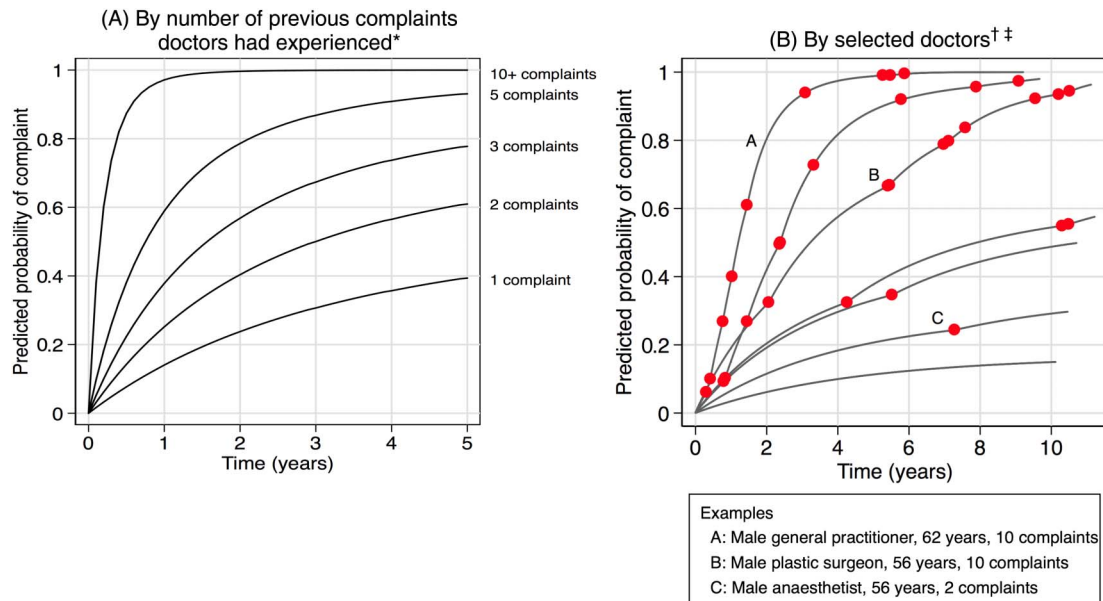 (A) By number of previous complaints
doctors had experienced*
Predicted probability of complaint
1
0.8
0.6
0.4
0.2
0
10+ complaints
5 complaints
3 complaints
2 complaints
1 complaint
0 1 2 3 4 5
Time (years)
(B) By selected doctors† ‡
Predicted probability of complaint
1
0.8
0.6
0.4
0.2
0
A
B
C
0 2 4 6 8 10
Time (years)
Examples
A: Male general practitioner, 62 years, 10 complaints
B: Male plastic surgeon, 56 years, 10 complaints
C: Male anaesthetist, 56 years, 2 complaints